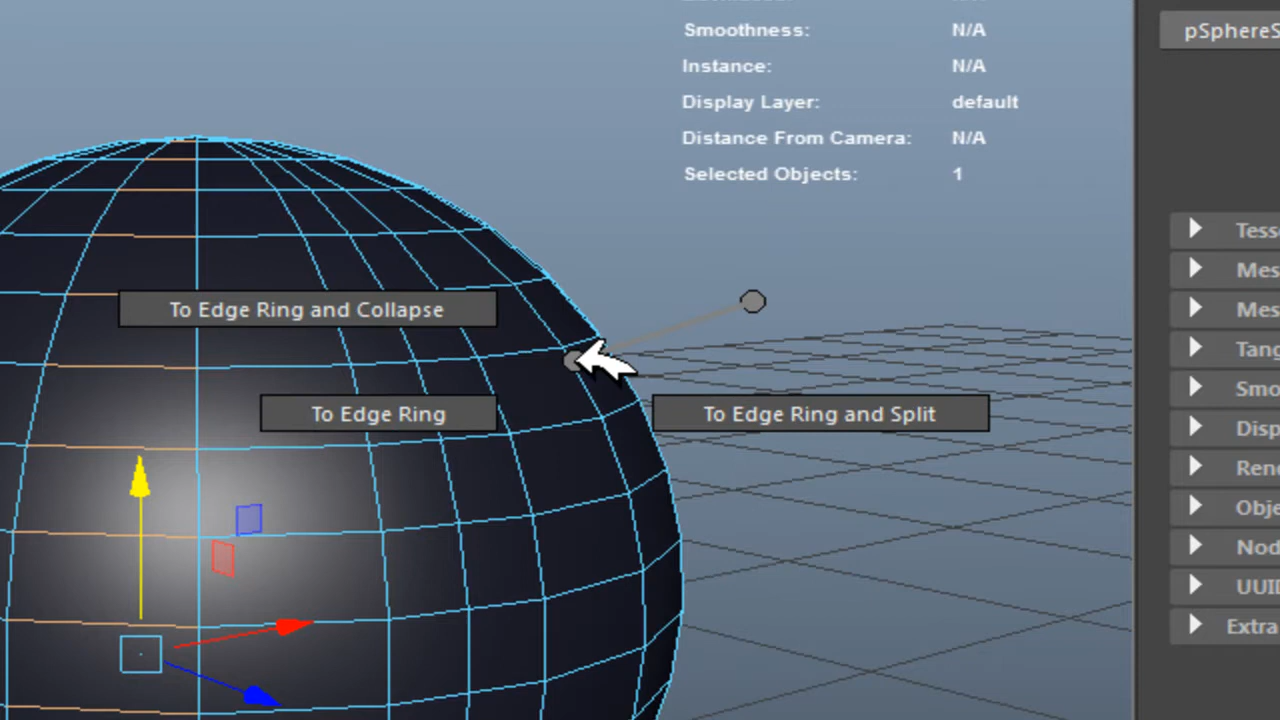 Smoothness: N/A
Instance: N/A
Display Layer: default
Distance From Camera: N/A
Selected Objects: 1
To Edge Ring and Collapse
To Edge Ring
To Edge Ring and Split
pSphereS
Tess
Mes
Mes
Tang
Smo
Disp
Ren
Obje
Nod
UUID
Extra